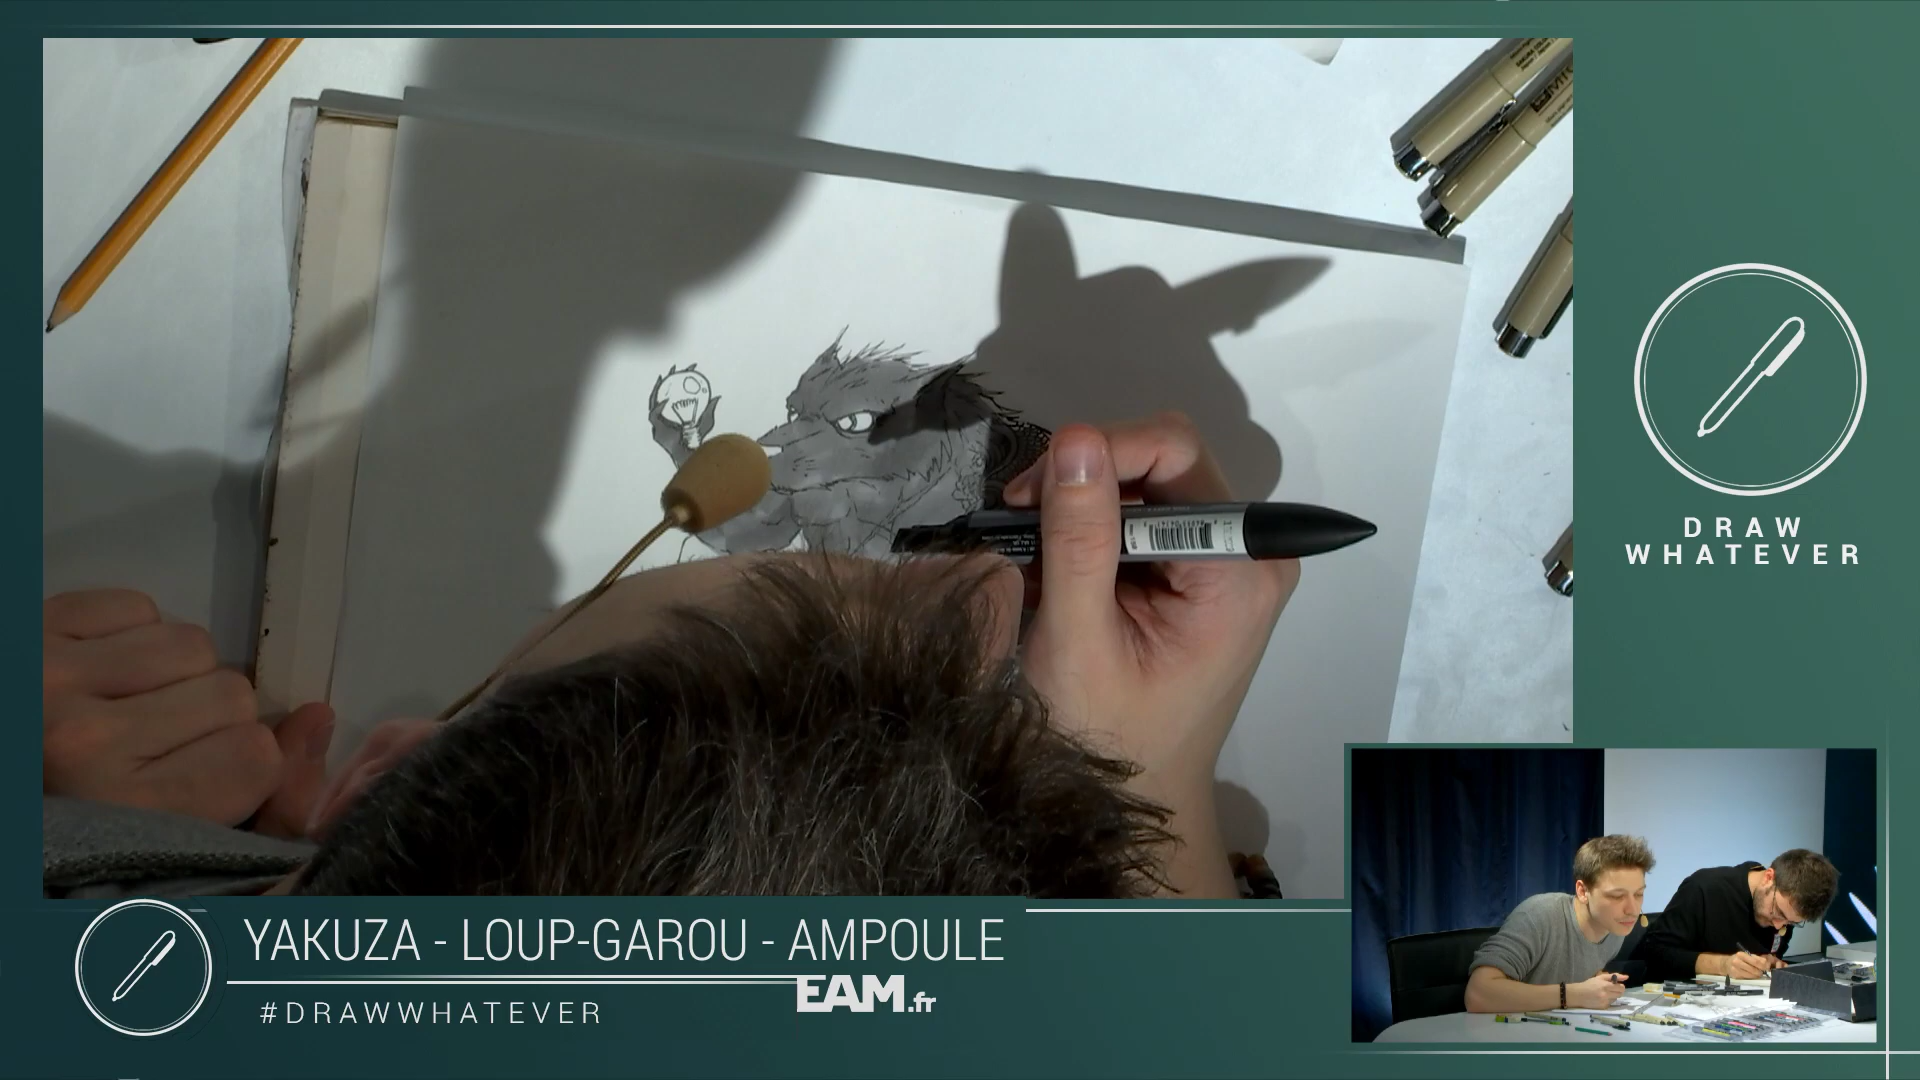 DRAW
WHATEVER
YAKUZA - LOUP-GAROU - AMPOULE
EAM.fr
#DRAWWHATEVER